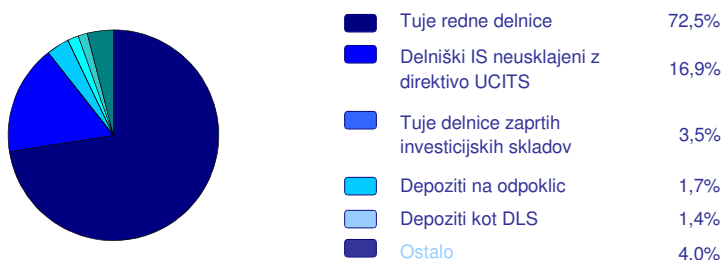 Tuje redne delnice 72,5%
Delniški IS neusklajeni z
direktivo UCITS 16,9%
Tuje delnice zaprtih
investicijskih skladov 3,5%
Depoziti na odpoklic 1,7%
Depoziti kot DLS 1,4%
Ostalo 4,0%